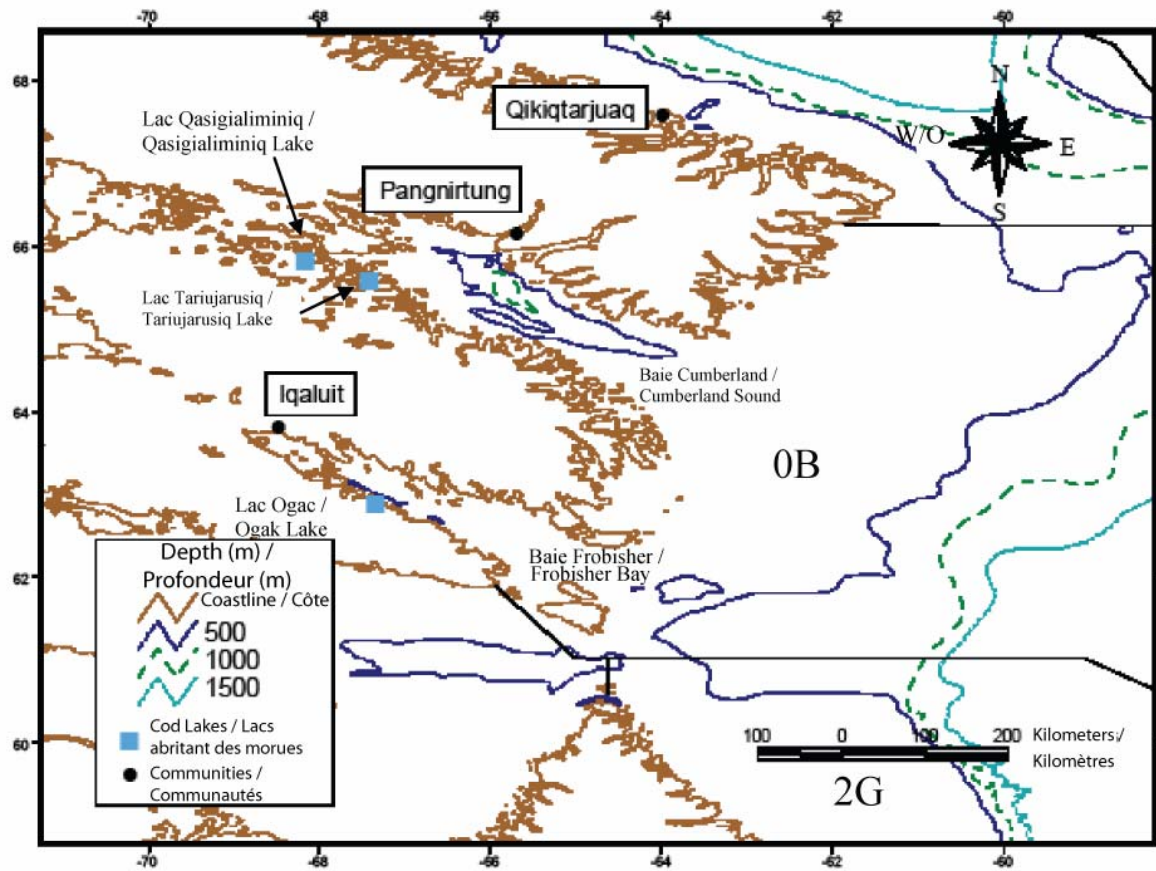 -70 -68 -66 -64 -62 -60
68
66
64
62
60
Lac Qasigialiminiq /
Qasigialiminiq Lake
Qikiqtarjuaq
N
W/O
E
S
Pangnirtung
Lac Tariujarusiq /
Tariujarusiq Lake
Baie Cumberland /
Cumberland Sound
Iqaluit
0B
Lac Ogac /
Ogak Lake
Baie Frobisher /
Frobisher Bay
Depth (m) /
Profondeur (m)
Coastline / Côte
500
1000
1500
Cod Lakes / Lacs
abritant des morues
Communities /
Communautés
100 0 100 200
Kilometers /
Kilomètres
2G
-70 -68 -66 -64 -62 -60